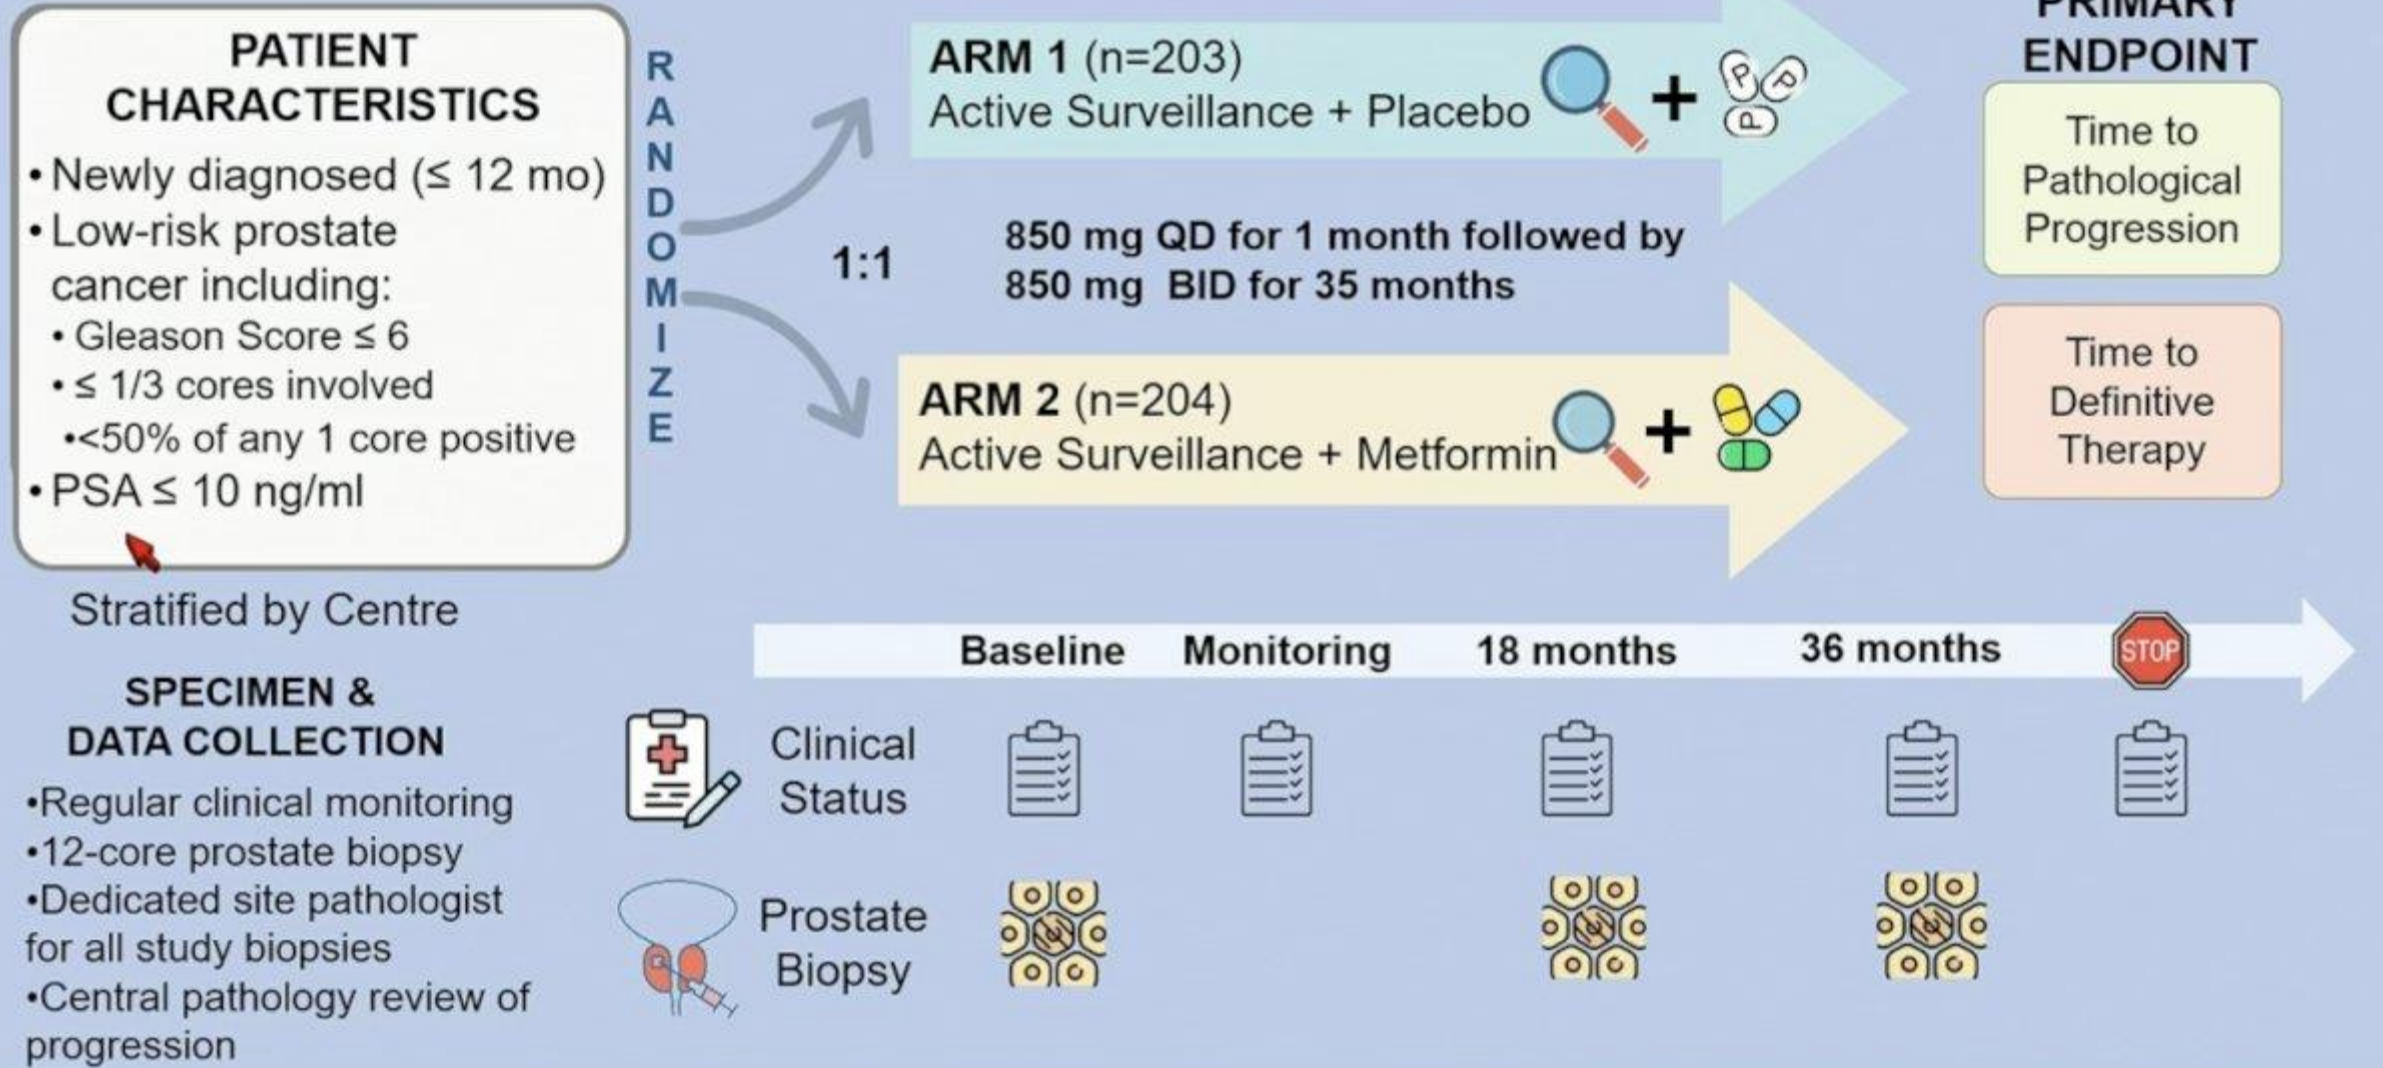 PATIENT
CHARACTERISTICS
• Newly diagnosed (≤ 12 mo)
• Low-risk prostate
cancer including:
• Gleason Score ≤ 6
• ≤ 1/3 cores involved
•<50% of any 1 core positive
• PSA ≤ 10 ng/ml
Stratified by Centre
RANDOMIZE
1:1
ARM 1 (n=203)
Active Surveillance + Placebo
+
P P P
850 mg QD for 1 month followed by
850 mg BID for 35 months
ARM 2 (n=204)
Active Surveillance + Metformin
+
PRIMARY
ENDPOINT
Time to
Pathological
Progression
Time to
Definitive
Therapy
SPECIMEN &
DATA COLLECTION
•Regular clinical monitoring
•12-core prostate biopsy
•Dedicated site pathologist
for all study biopsies
•Central pathology review of
progression
Baseline Monitoring 18 months 36 months STOP
Clinical
Status
Prostate
Biopsy